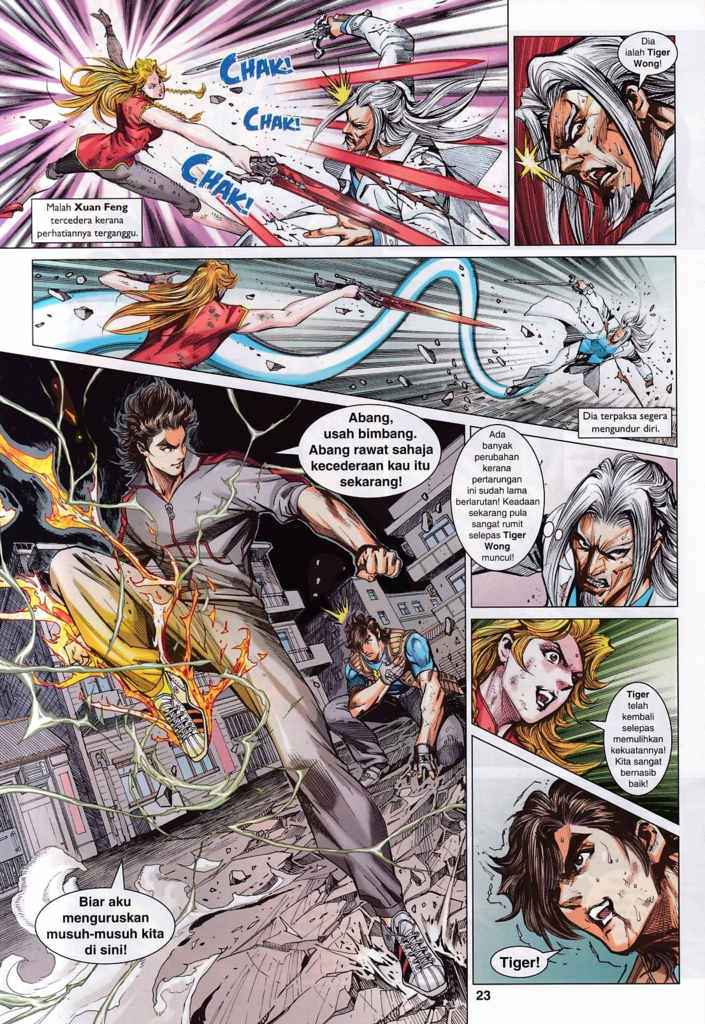 CHAK!
CHAK!
CHAK!
Malah Xuan Feng
tercedera kerana
perhatiannya terganggu.
Dia
ialah Tiger
Wong!
Dia terpaksa segera
mengundur diri.
Abang,
usah bimbang.
Abang rawat sahaja
kecederaan kau itu
sekarang!
Ada
banyak
perubahan
kerana
pertarungan
ini sudah lama
berlarutan! Keadaan
sekarang pula
sangat rumit
selepas Tiger
Wong
muncul!
Tiger
telah
kembali
selepas
memulihkan
kekuatannya!
Kita sangat
bernasib
baik!
Biar aku
menguruskan
musuh-musuh kita
di sini!
Tiger!
23